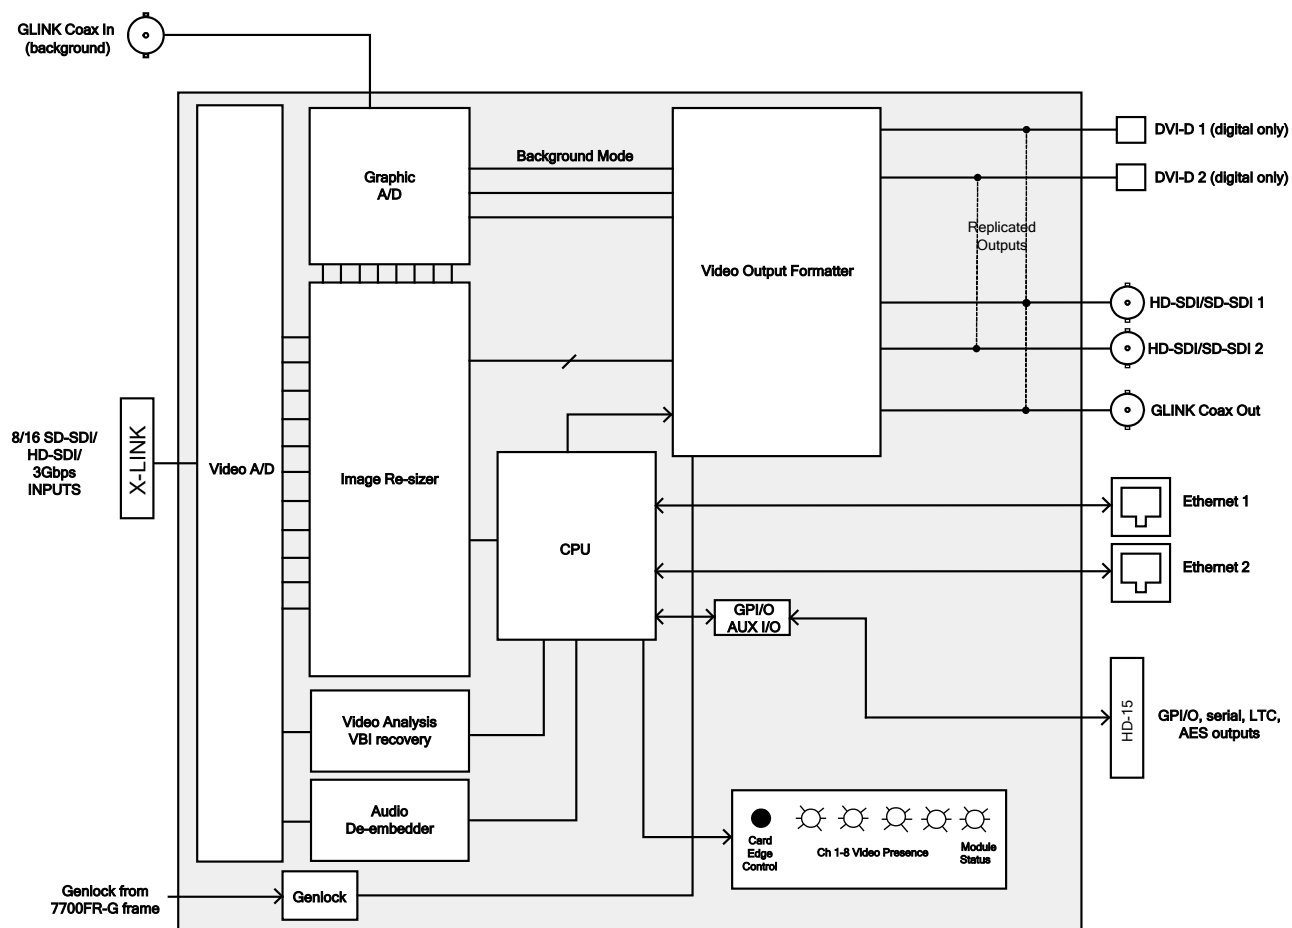 GLINK Coax In
(background)
Graphic
A/D
Background Mode
Video Output Formatter
DVI-D 1 (digital only)
DVI-D 2 (digital only)
Replicated
Outputs
HD-SDI/SD-SDI 1
HD-SDI/SD-SDI 2
GLINK Coax Out
8/16 SD-SDI/
HD-SDI/
3Gbps
INPUTS
X-LINK
Video A/D
Image Re-sizer
CPU
Ethernet 1
Ethernet 2
GPI/O
AUX I/O
HD-15
GPI/O, serial, LTC,
AES outputs
Video Analysis
VBI recovery
Audio
De-embedder
Card
Edge
Control
Ch 1-8 Video Presence
Module
Status
Genlock from
7700FR-G frame
Genlock